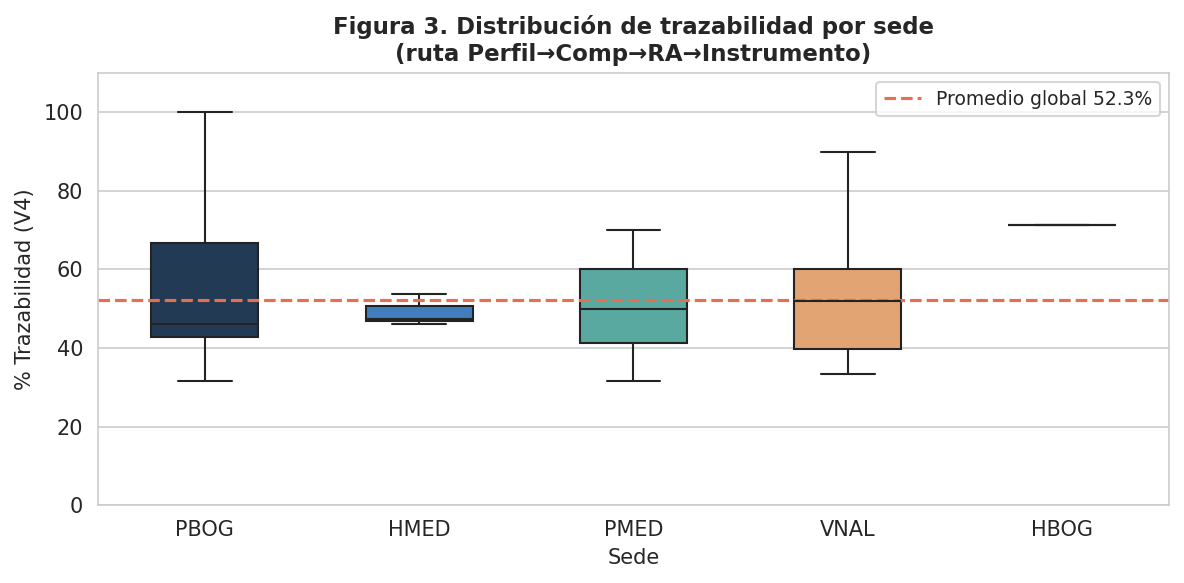 Figura 3. Distribución de trazabilidad por sede
(ruta Perfil→Comp→RA→Instrumento)
Promedio global 52.3%
% Trazabilidad (V4)
100
80
60
40
20
0
PBOG HMED PMED VNAL HBOG
Sede